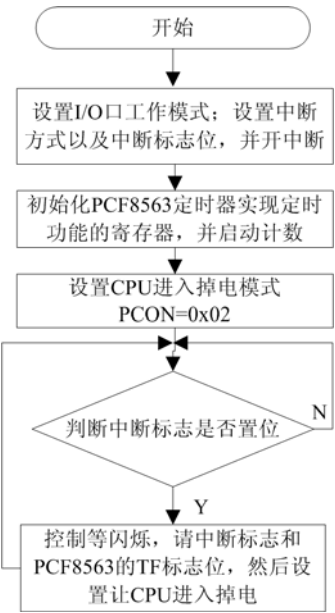 开始
设置I/O口工作模式；设置中断
方式以及中断标志位，并开中断
初始化PCF8563定时器实现定时
功能的寄存器，并启动计数
设置CPU进入掉电模式
PCON=0x02
判断中断标志是否置位
N
Y
控制等闪烁，请中断标志和
PCF8563的TF标志位，然后设
置让CPU进入掉电